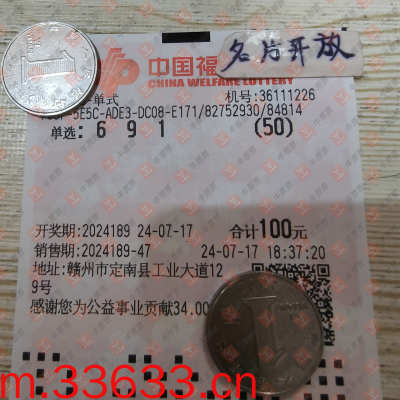 中国福
名片开放
CHINA WELFARE LOTTERY
单式
机号:36111226
5E5C-ADE3-DC08-E171/82752930/84814
单选: 6 9 1 (50)
开奖期:2024189 24-07-17 合计100元
销售期:2024189-47 24-07-17 18:37:20
地址:赣州市定南县工业大道12
9号
感谢您为公益事业贡献34.00
m.33633.cn